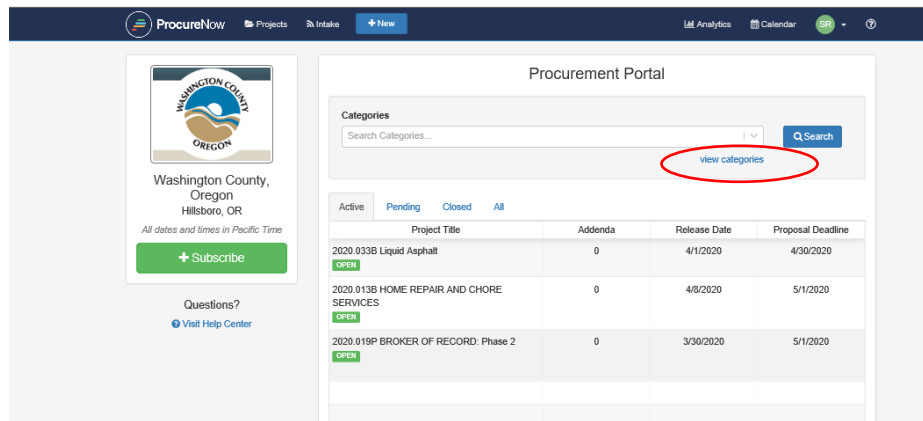 ProcureNow Projects Intake +New Analytics Calendar SR
WASHINGTON COUNTY
OREGON
Washington County,
Oregon
Hillsboro, OR
All dates and times in Pacific Time
+ Subscribe
Questions?
Visit Help Center
Procurement Portal
Categories
Search Categories... Search
view categories
Active Pending Closed All
Project Title Addenda Release Date Proposal Deadline
2020.033B Liquid Asphalt 0 4/1/2020 4/30/2020
OPEN
2020.013B HOME REPAIR AND CHORE 0 4/8/2020 5/1/2020
SERVICES
OPEN
2020.019P BROKER OF RECORD: Phase 2 0 3/30/2020 5/1/2020
OPEN